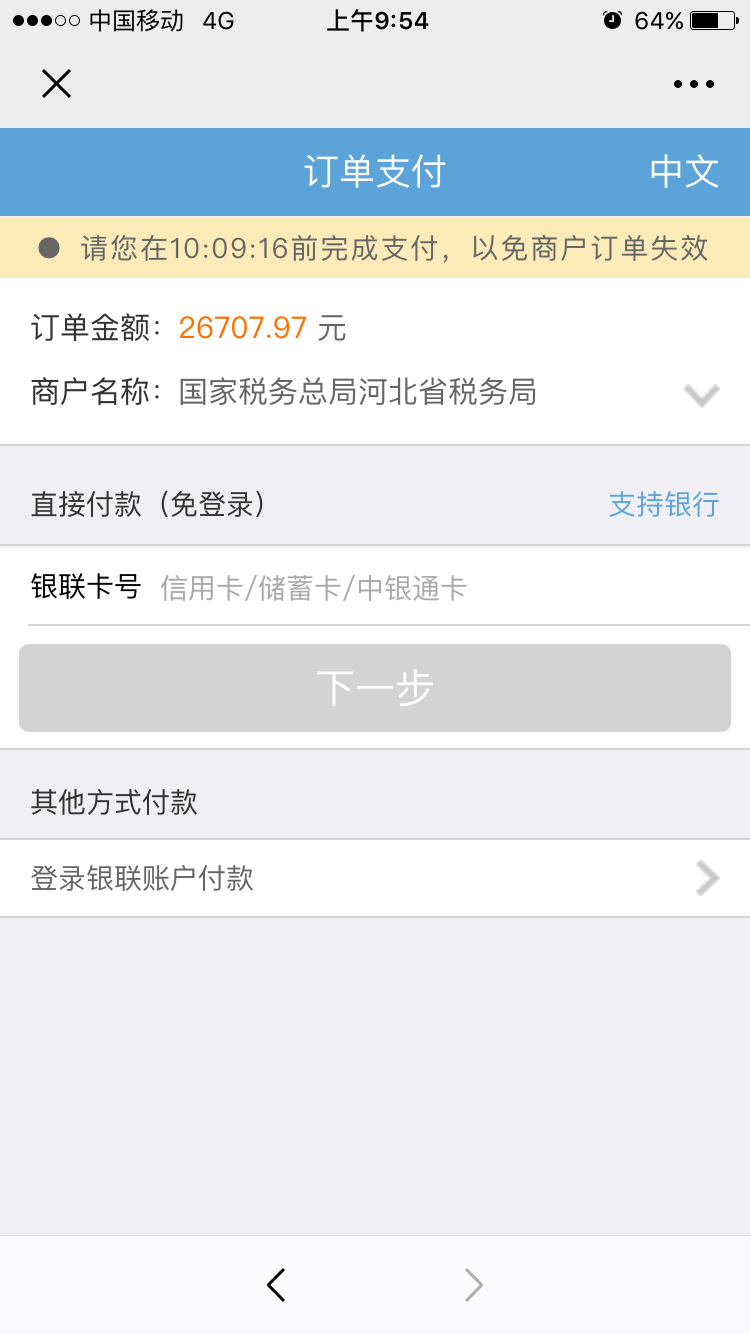 中国移动 4G 上午9:54 64%
订单支付 中文
请您在10:09:16前完成支付，以免商户订单失效
订单金额： 26707.97 元
商户名称： 国家税务总局河北省税务局
直接付款（免登录） 支持银行
银联卡号 信用卡/储蓄卡/中银通卡
下一步
其他方式付款
登录银联账户付款